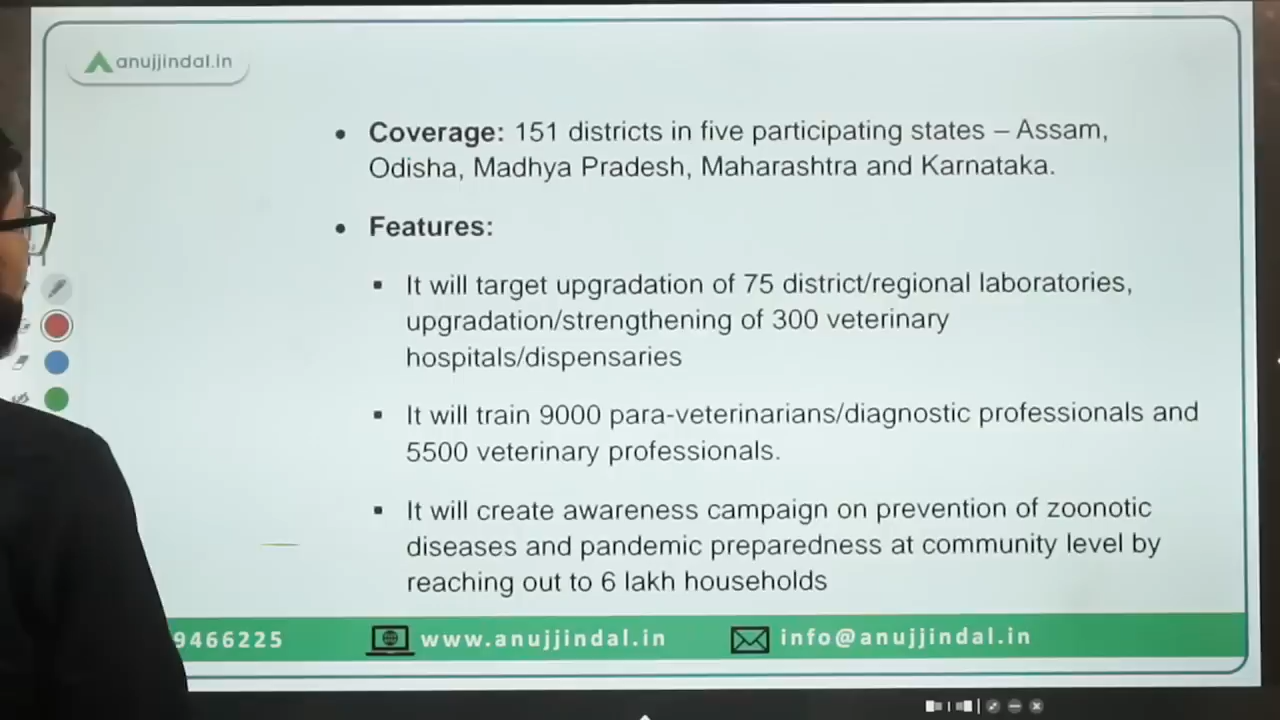 anujjindal.in
Coverage: 151 districts in five participating states – Assam,
Odisha, Madhya Pradesh, Maharashtra and Karnataka.
Features:
It will target upgradation of 75 district/regional laboratories,
upgradation/strengthening of 300 veterinary
hospitals/dispensaries
It will train 9000 para-veterinarians/diagnostic professionals and
5500 veterinary professionals.
It will create awareness campaign on prevention of zoonotic
diseases and pandemic preparedness at community level by
reaching out to 6 lakh households
9466225 www.anujjindal.in info@anujjindal.in